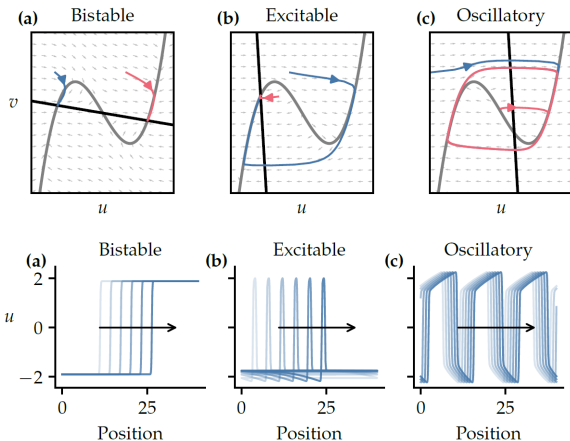 (a) Bistable (b) Excitable (c) Oscillatory
v
u u u
(a) Bistable (b) Excitable (c) Oscillatory
2
u 0
−2
0 25 0 25 0 25
Position Position Position